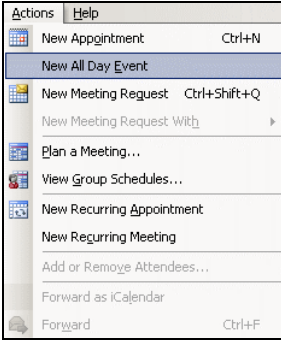 Actions Help
New Appointment Ctrl+N
New All Day Event
New Meeting Request Ctrl+Shift+Q
New Meeting Request With
Plan a Meeting...
View Group Schedules...
New Recurring Appointment
New Recurring Meeting
Add or Remove Attendees...
Forward as iCalendar
Forward Ctrl+F